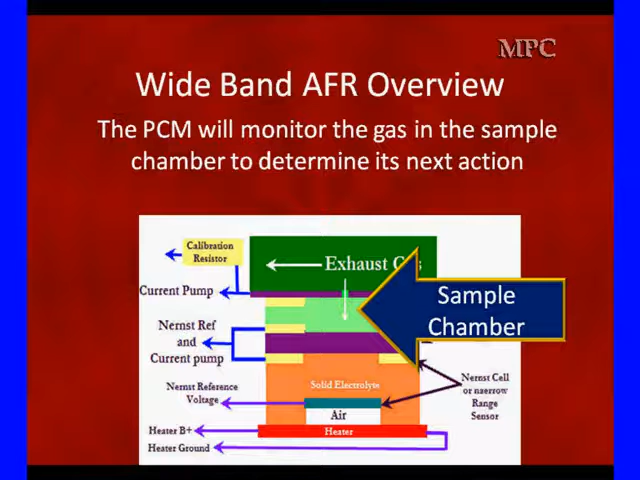 MPC
Wide Band AFR Overview
The PCM will monitor the gas in the sample
chamber to determine its next action
Calibration
Resistor
Exhaust Gas
Current Pump
Sample
Chamber
Nernst Ref
and
Current pump
Nernst Reference
Voltage
Solid Electrolyte
Nernst Cell
or narrow
Range
Sensor
Air
Heater B+
Heater
Heater Ground